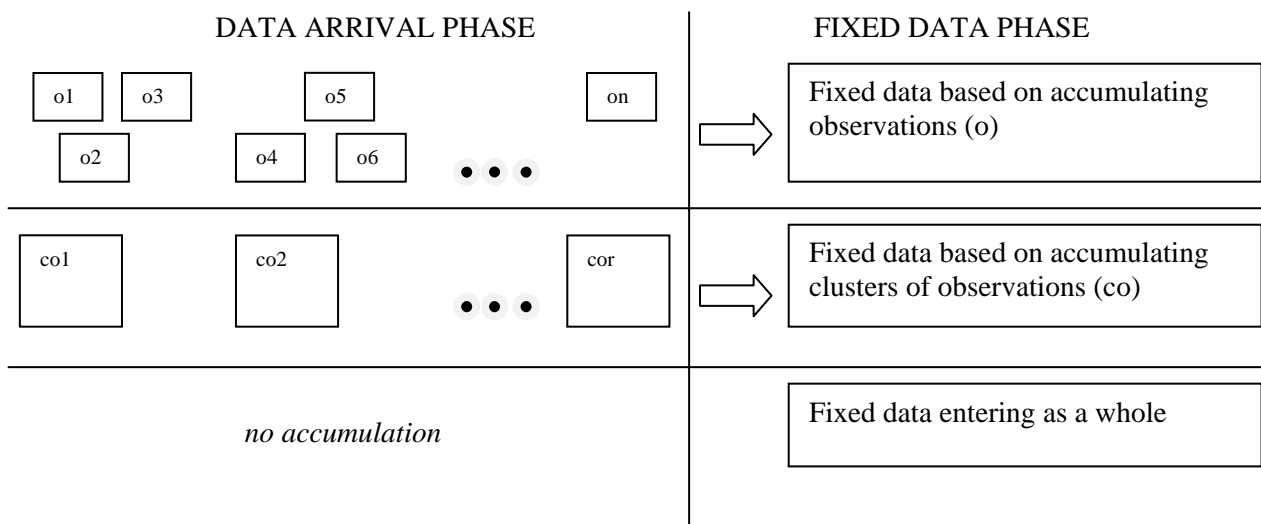 DATA ARRIVAL PHASE
FIXED DATA PHASE
o1
o3
o5
on
o2
o4
o6
Fixed data based on accumulating
observations (o)
co1
co2
cor
Fixed data based on accumulating
clusters of observations (co)
no accumulation
Fixed data entering as a whole